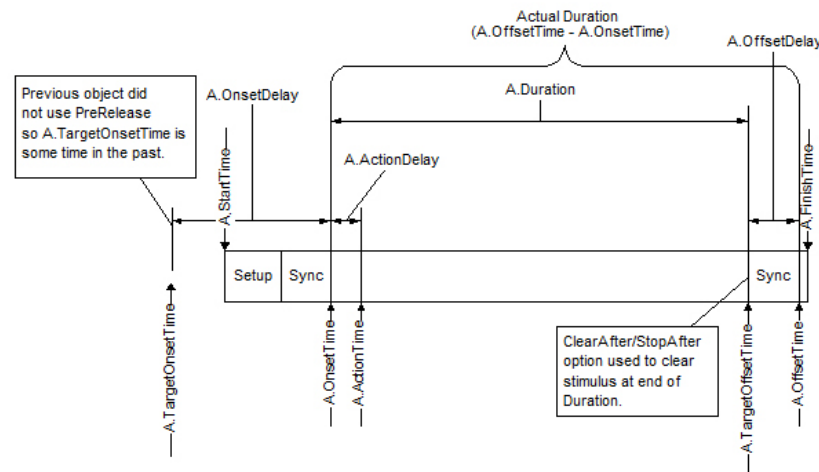 Actual Duration
(A.OffsetTime - A.OnsetTime)
A.OffsetDelay
Previous object did
not use PreRelease
so A.TargetOnsetTime is
some time in the past.
A.OnsetDelay
A.Duration
A.ActionDelay
A.StartTime
A.FinishTime
Setup
Sync
Sync
A.TargetOnsetTime
A.OnsetTime
A.ActionTime
ClearAfter/StopAfter
option used to clear
stimulus at end of
Duration.
A.TargetOffsetTime
A.OffsetTime